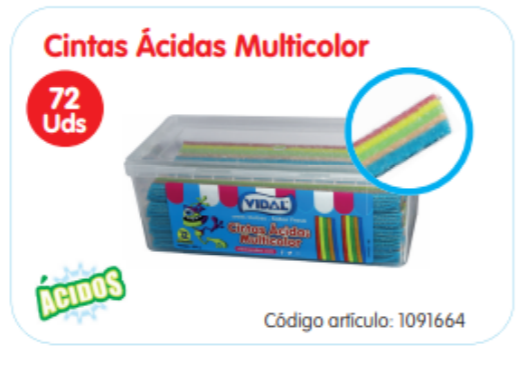 Cintas Ácidas Multicolor
72
Uds
VIDAL
Cintas Ácidas
Multicolor
ÁCIDOS
Código artículo: 1091664